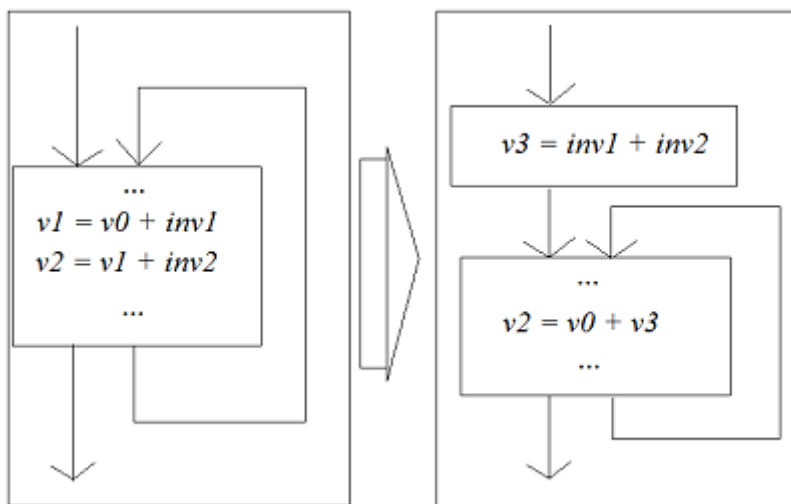 ...
v1 = v0 + inv1
v2 = v1 + inv2
...
v3 = inv1 + inv2
...
v2 = v0 + v3
...